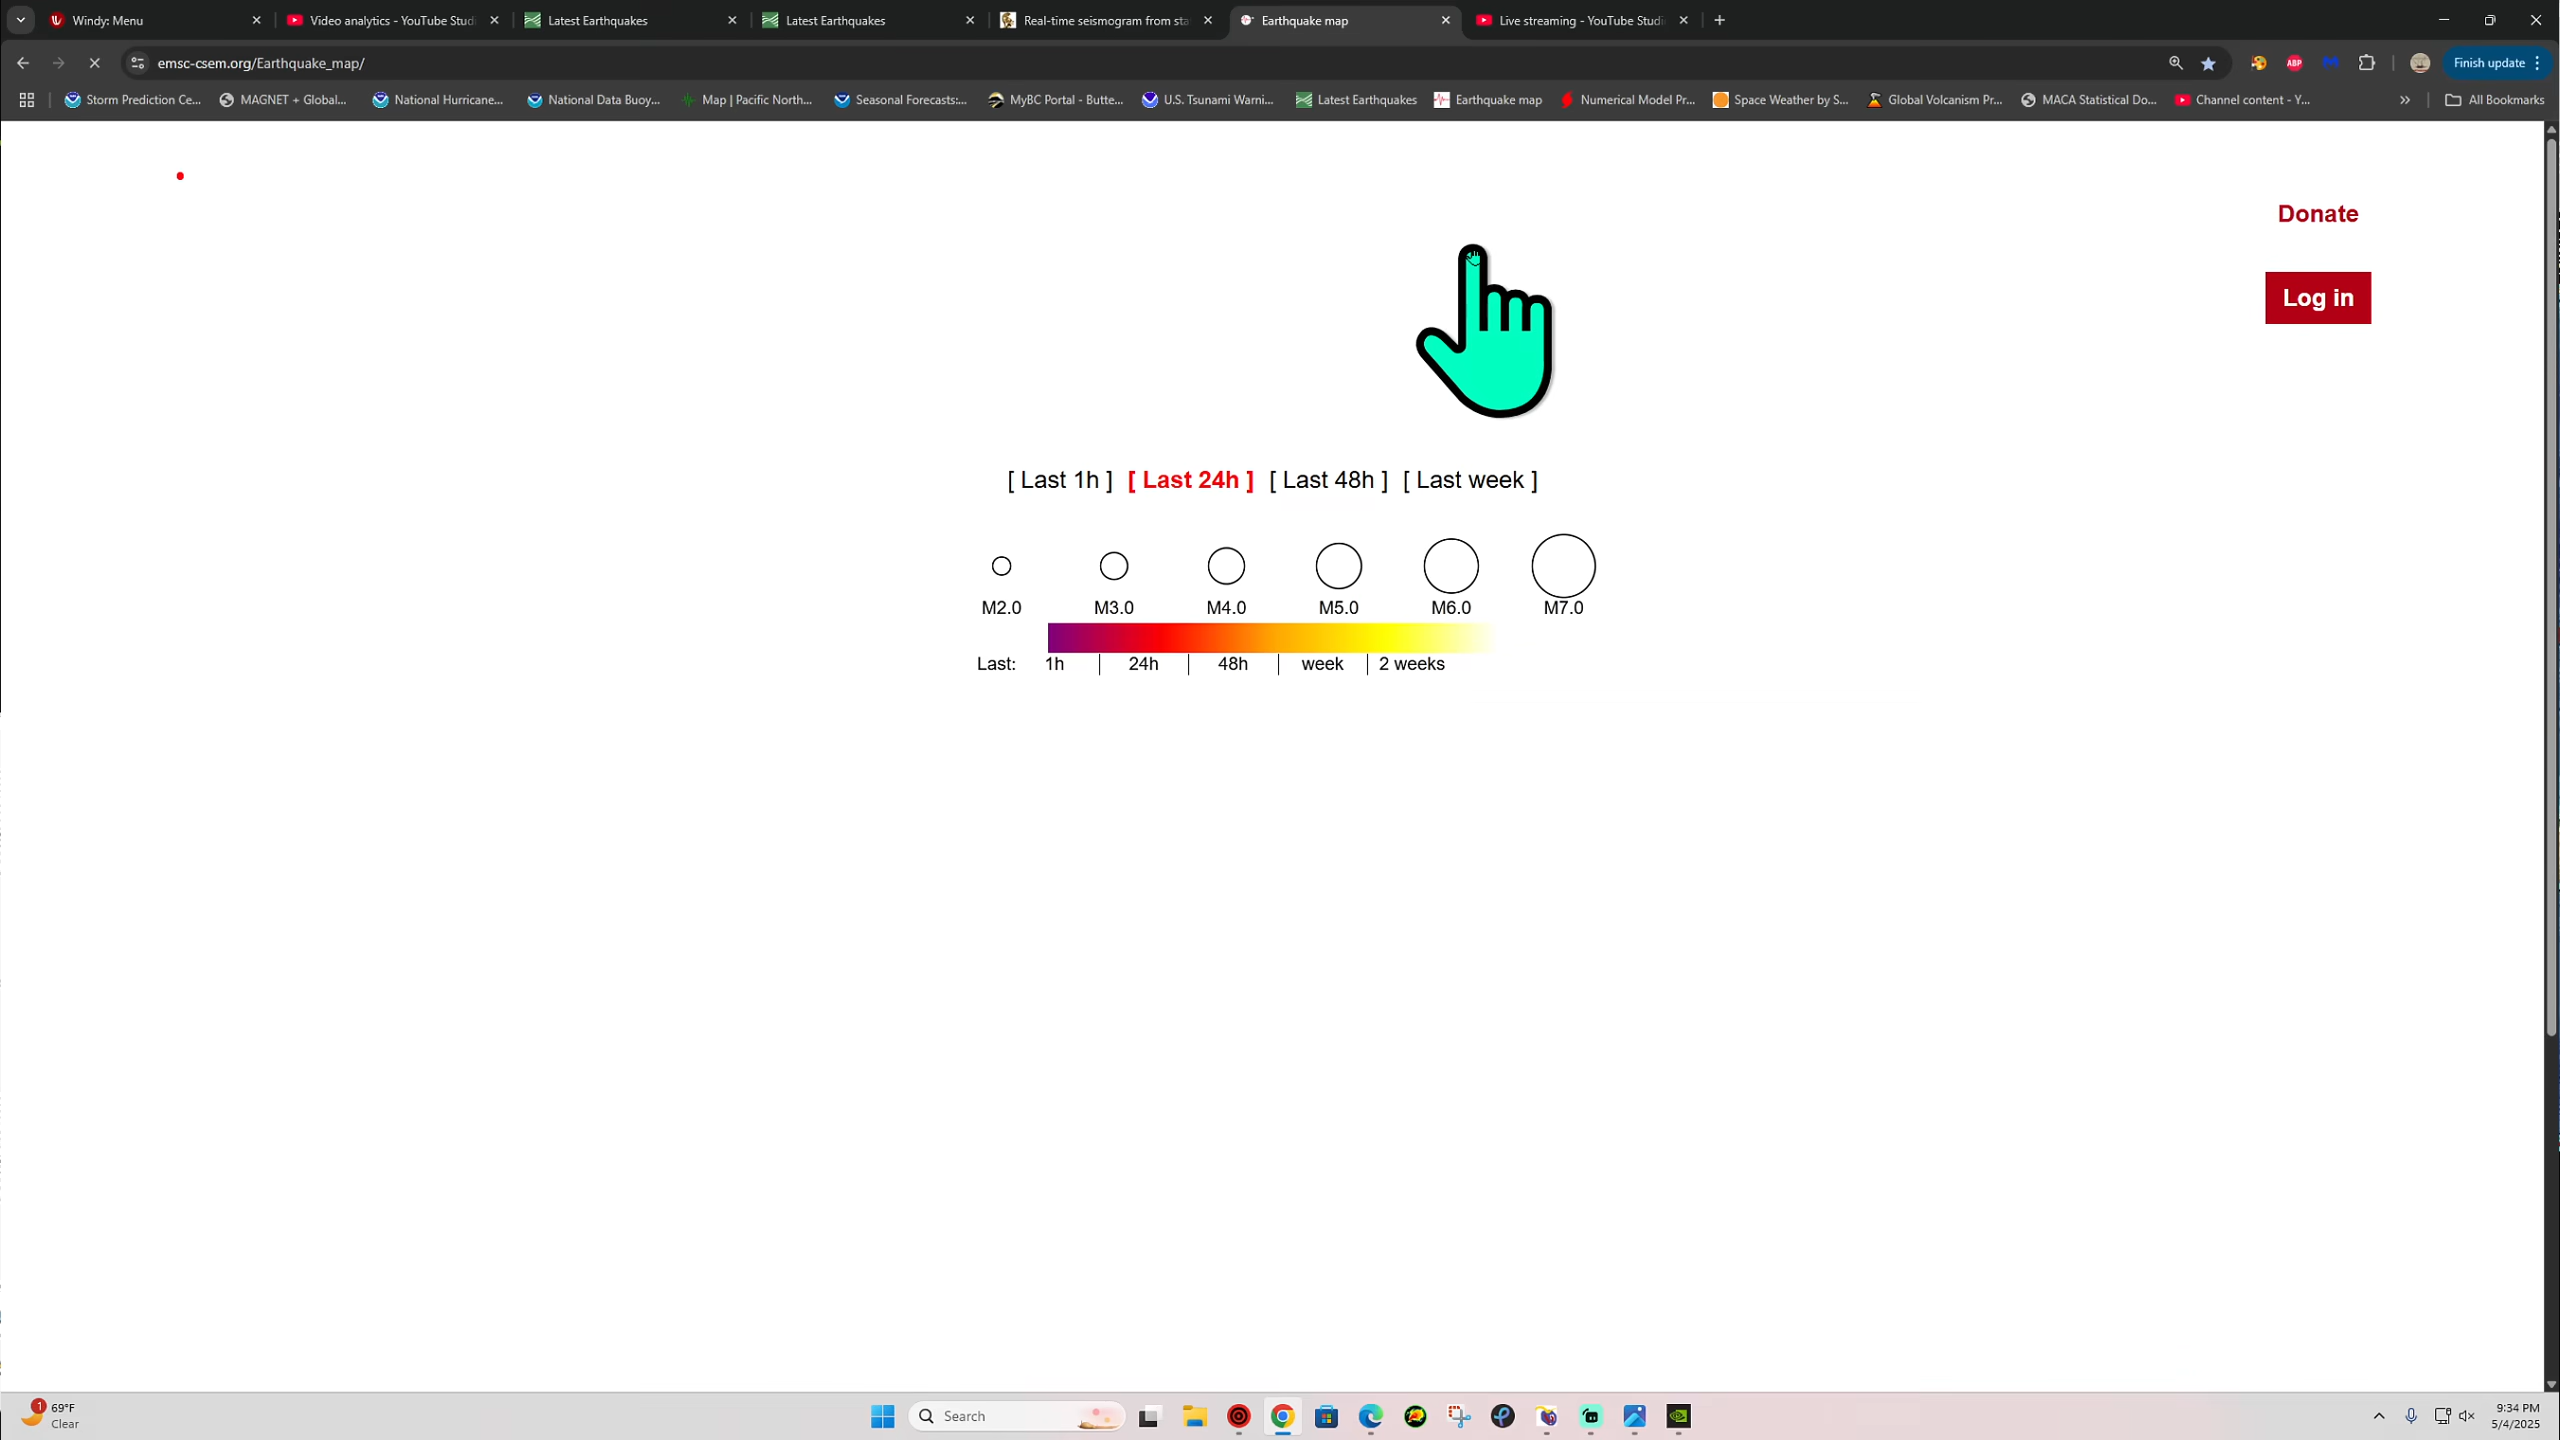 Windy: Menu
Video analytics - YouTube Studi
Latest Earthquakes
Latest Earthquakes
Real-time seismogram from sta
Earthquake map
Live streaming - YouTube Studi
emsc-csem.org/Earthquake_map/
ABP
Finish update
Storm Prediction Ce...
MAGNET + Global...
National Hurricane...
National Data Buoy...
Map | Pacific North...
Seasonal Forecasts:...
MyBC Portal - Butte...
U.S. Tsunami Warni...
Latest Earthquakes
Earthquake map
Numerical Model Pr...
Space Weather by S...
Global Volcanism Pr...
MACA Statistical Do...
Channel content - Y...
All Bookmarks
Donate
Log in
[ Last 1h ] [ Last 24h ] [ Last 48h ] [ Last week ]
M2.0 M3.0 M4.0 M5.0 M6.0 M7.0
Last: 1h | 24h | 48h | week | 2 weeks
1
69°F
Clear
Search
9:34 PM
5/4/2025